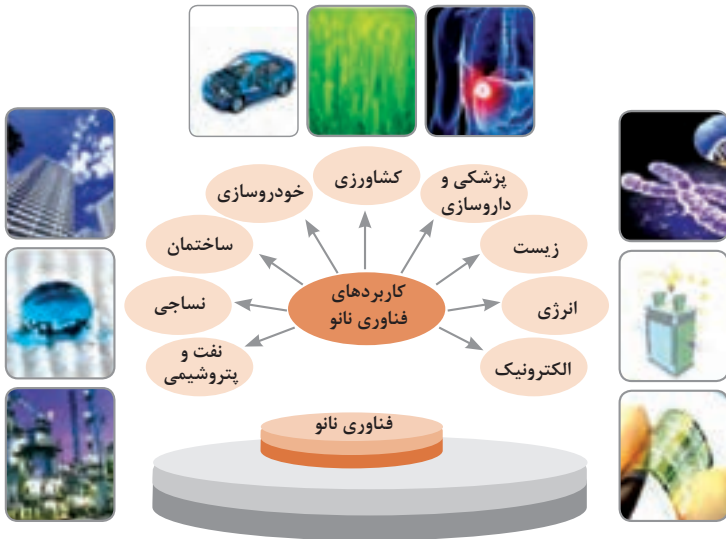 پزشکی و
داروسازی
کشاورزی
خودروسازی
زیست
ساختمان
انرژی
کاربردهای
فناوری نانو
نساجی
الکترونیک
نفت و
پتروشیمی
فناوری نانو